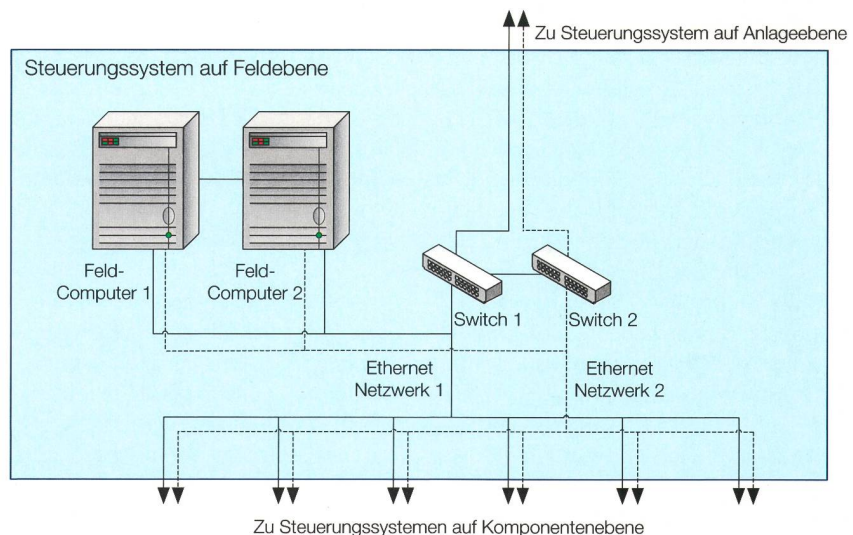 Zu Steuerungssystem auf Anlageebene
Steuerungssystem auf Feldebene
Feld-
Computer 1
Feld-
Computer 2
Switch 1
Switch 2
Ethernet
Netzwerk 1
Ethernet
Netzwerk 2
Zu Steuerungssystemen auf Komponentenebene